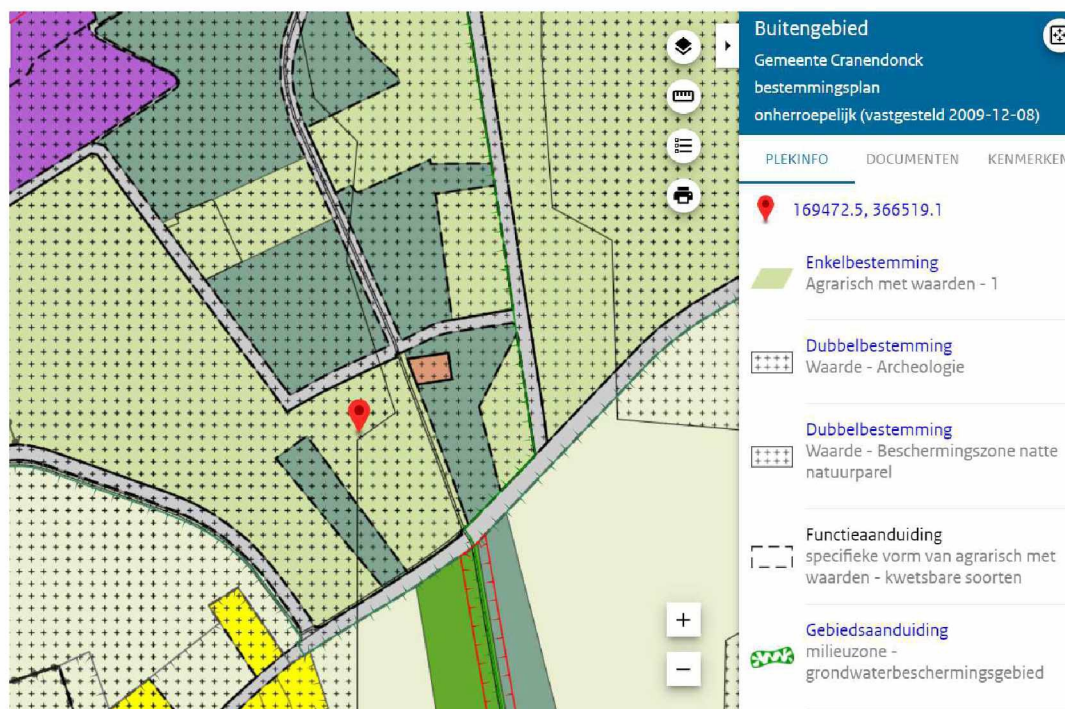 Buitengebied
Gemeente Cranendonck
bestemmingsplan
onherroepelijk (vastgesteld 2009-12-08)
PLEKINFO DOCUMENTEN KENMERKEN
169472.5, 366519.1
Enkelbestemming
Agrarisch met waarden - 1
Dubbelbestemming
Waarde - Archeologie
Dubbelbestemming
Waarde - Beschermingszone natte
natuurparel
Functieaanduiding
specifieke vorm van agrarisch met
waarden - kwetsbare soorten
Gebiedsaanduiding
milieuzone -
grondwaterbeschermingsgebied